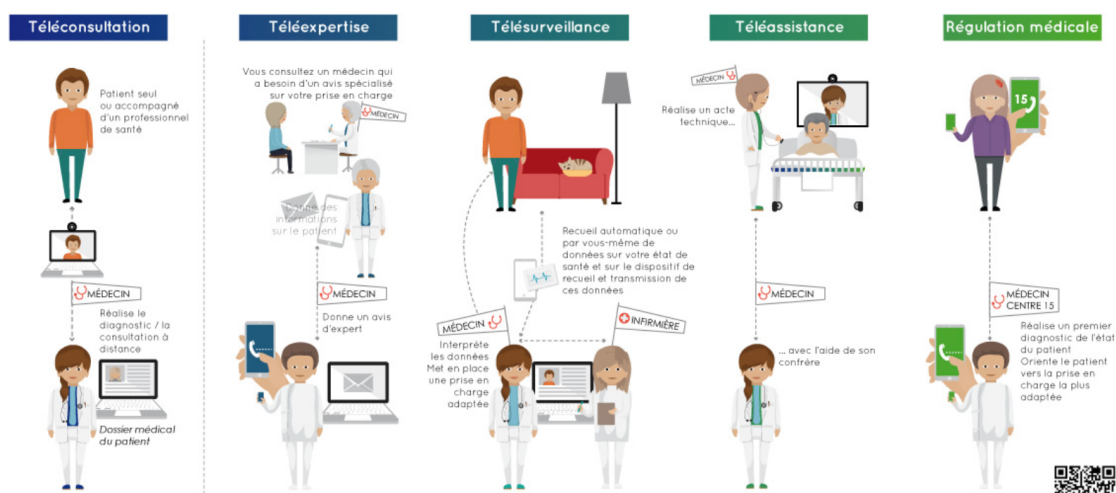 Téléconsultation
Patient seul
ou accompagné
d'un professionnel
de santé
MÉDECIN
Réalise le
diagnostic / la
consultation à
distance
Dossier médical
du patient
Téléexpertise
Vous consultez un médecin qui
a besoin d'un avis spécialisé
sur votre prise en charge
MÉDECIN
Donne des
informations
sur le patient
MÉDECIN
Donne un avis
d'expert
Télésurveillance
Recueil automatique ou
par vous-même de
données sur votre état de
santé et sur le dispositif de
recueil et transmission de
ces données
MÉDECIN
INFIRMIÈRE
Interprète
les données
Met en place
une prise en
charge
adaptée
Téléassistance
MÉDECIN
Réalise un acte
technique...
MÉDECIN
... avec l'aide de son
confrère
Régulation médicale
15
MÉDECIN
CENTRE 15
Réalise un premier
diagnostic de l'état
du patient
Oriente le patient
vers la prise en
charge la plus
adaptée